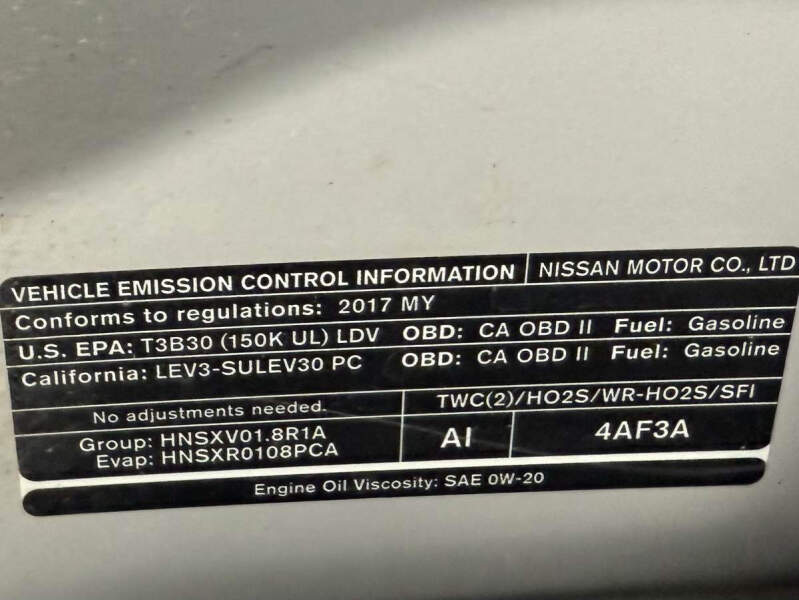 VEHICLE EMISSION CONTROL INFORMATION NISSAN MOTOR CO., LTD
Conforms to regulations: 2017 MY
U.S. EPA: T3B30 (150K UL) LDV OBD: CA OBD II Fuel: Gasoline
California: LEV3-SULEV30 PC OBD: CA OBD II Fuel: Gasoline
No adjustments needed. TWC(2)/HO2S/WR-HO2S/SFI
Group: HNSXV01.8R1A
Evap: HNSXR0108PCA
AI 4AF3A
Engine Oil Viscosity: SAE 0W-20